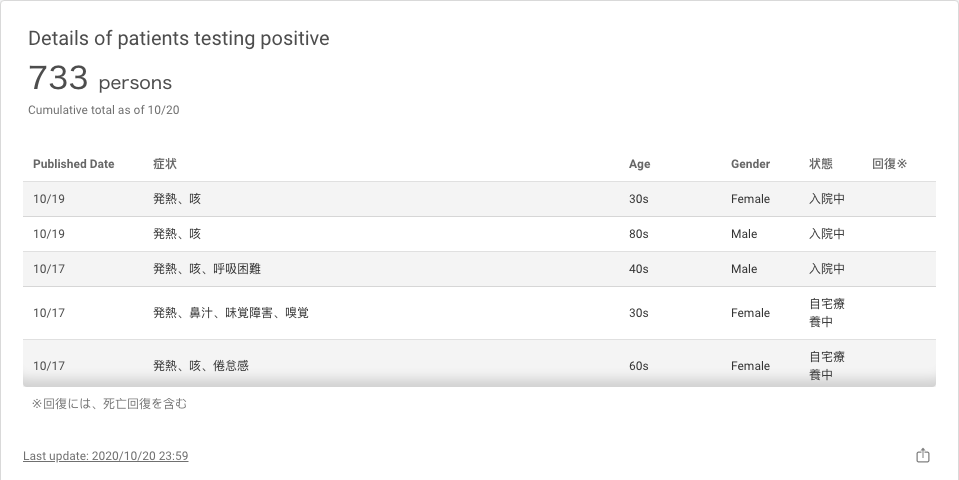 Details of patients testing positive
733 persons
Cumulative total as of 10/20
Published Date 症状 Age Gender 状態 回復※
10/19 発熱、咳 30s Female 入院中
10/19 発熱、咳 80s Male 入院中
10/17 発熱、咳、呼吸困難 40s Male 入院中
10/17 発熱、鼻汁、味覚障害、嗅覚 30s Female 自宅療
養中
10/17 発熱、咳、倦怠感 60s Female 自宅療
養中
※回復には、死亡回復を含む
Last update: 2020/10/20 23:59